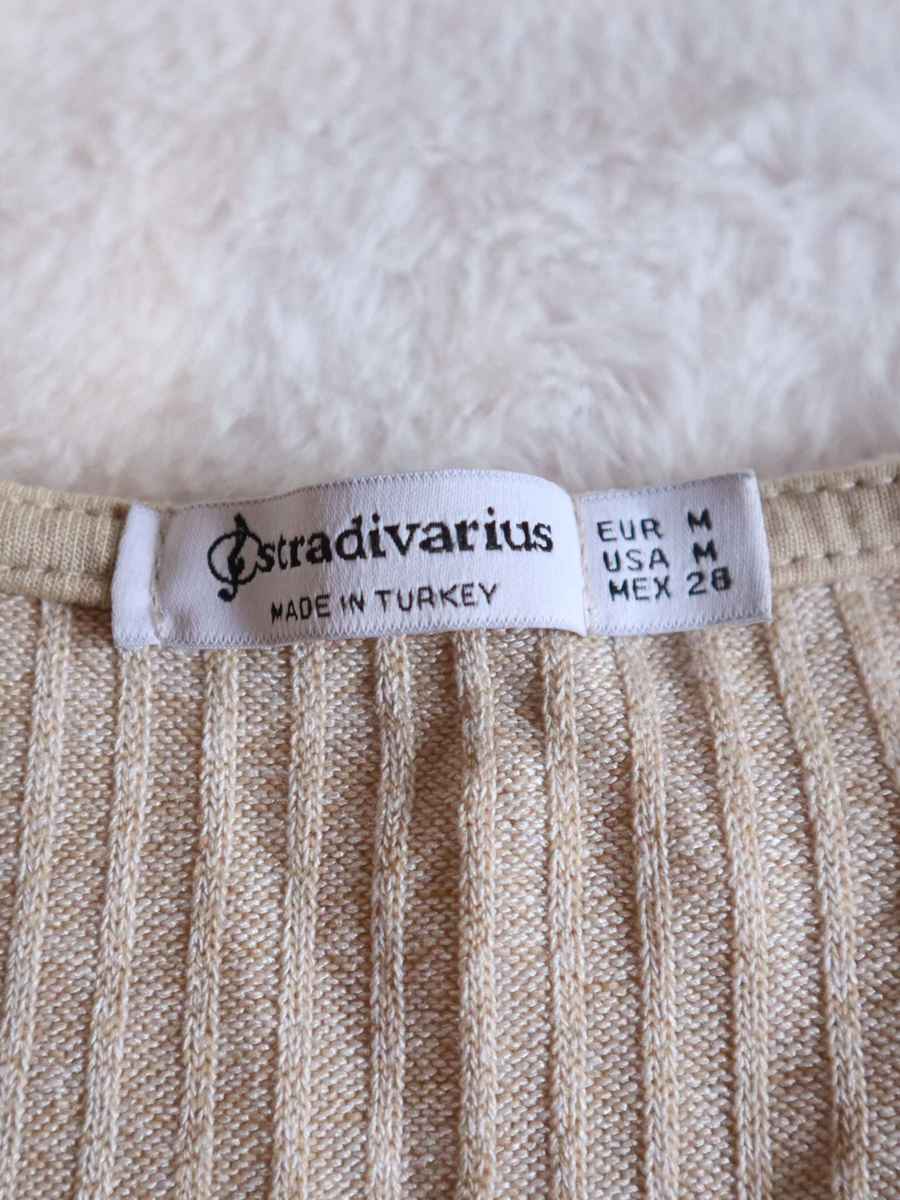 stradivarius
MADE IN TURKEY
EUR M
USA M
MEX 28